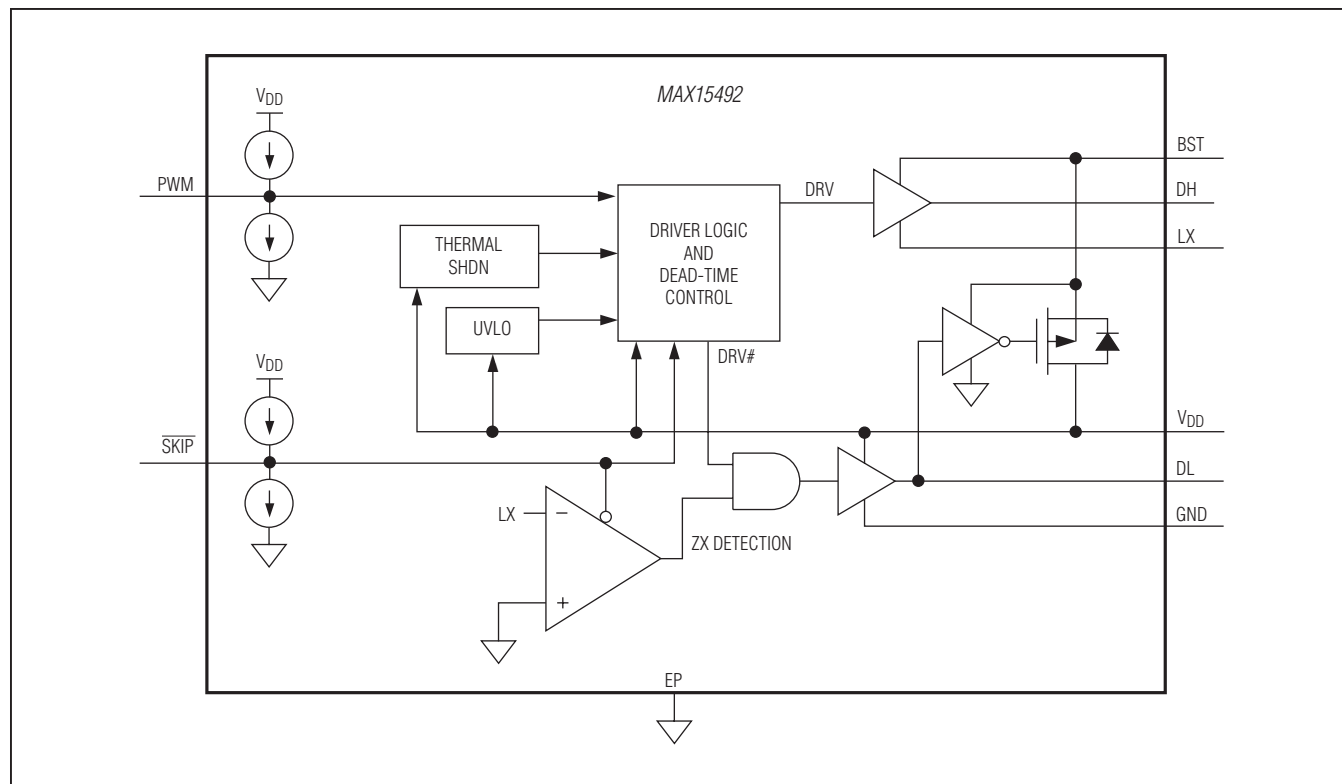 MAX15492
VDD
PWM
THERMAL
SHDN
UVLO
DRIVER LOGIC
AND
DEAD-TIME
CONTROL
DRV
BST
DH
LX
DRV#
VDD
SKIP
VDD
DL
GND
LX
−
+
ZX DETECTION
EP